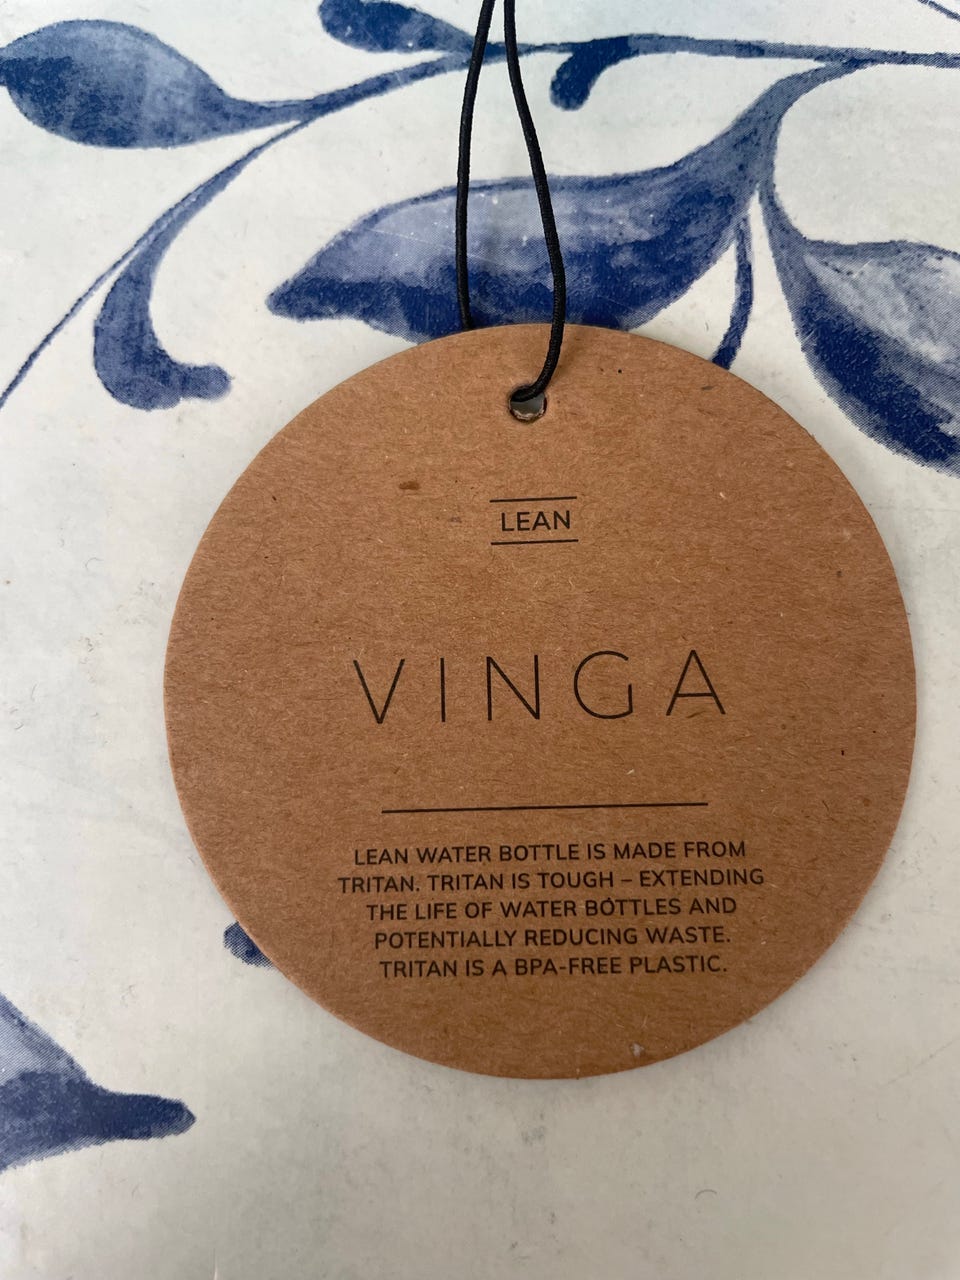 LEAN
VINGA
LEAN WATER BOTTLE IS MADE FROM
TRITAN. TRITAN IS TOUGH – EXTENDING
THE LIFE OF WATER BOTTLES AND
POTENTIALLY REDUCING WASTE.
TRITAN IS A BPA-FREE PLASTIC.